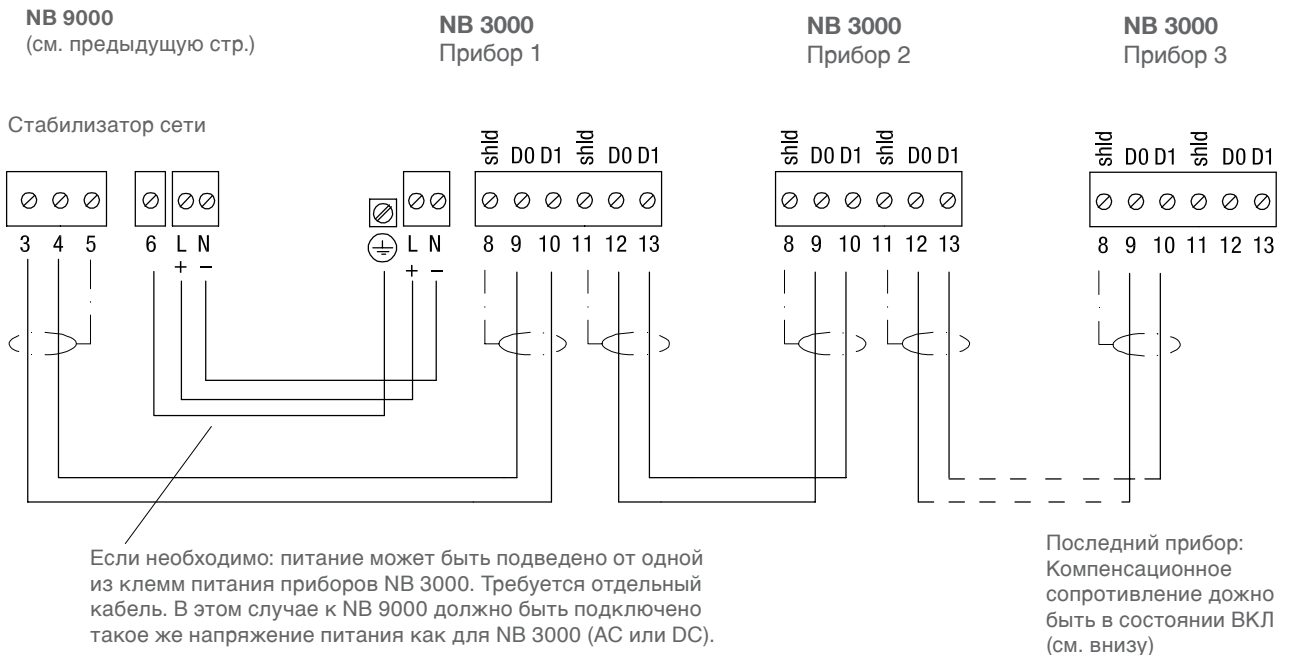 NB 9000
(см. предыдущую стр.)
NB 3000
Прибор 1
NB 3000
Прибор 2
NB 3000
Прибор 3
Стабилизатор сети
shld D0 D1 shld D0 D1
shld D0 D1 shld D0 D1
shld D0 D1 shld D0 D1
3 4 5 6 L N
+ −
L N
+ −
8 9 10 11 12 13
8 9 10 11 12 13
8 9 10 11 12 13
Если необходимо: питание может быть подведено от одной
из клемм питания приборов NB 3000. Требуется отдельный
кабель. В этом случае к NB 9000 должно быть подключено
такое же напряжение питания как для NB 3000 (AC или DC).
Последний прибор:
Компенсационное
сопротивление дожно
быть в состоянии ВКЛ
(см. внизу)